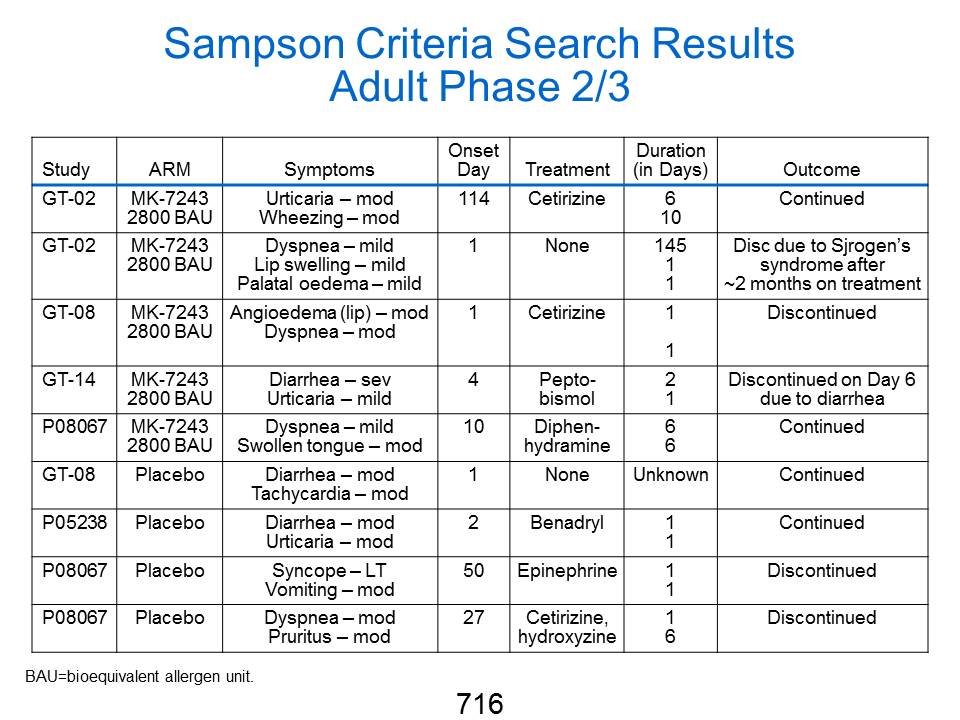 Sampson Criteria Search Results
Adult Phase 2/3
Study ARM Symptoms Onset Day Treatment Duration (in Days) Outcome
GT-02 MK-7243 Urticaria – mod 114 Cetirizine 6 Continued
2800 BAU Wheezing – mod 10
GT-02 MK-7243 Dyspnea – mild 1 None 145 Disc due to Sjrogen's
2800 BAU Lip swelling – mild 1 syndrome after
Palatal oedema – mild 1 ~2 months on treatment
GT-08 MK-7243 Angioedema (lip) – mod 1 Cetirizine 1 Discontinued
2800 BAU Dyspnea – mod
1
GT-14 MK-7243 Diarrhea – sev 4 Pepto- 2 Discontinued on Day 6
2800 BAU Urticaria – mild bismol 1 due to diarrhea
P08067 MK-7243 Dyspnea – mild 10 Diphen- 6 Continued
2800 BAU Swollen tongue – mod hydramine 6
GT-08 Placebo Diarrhea – mod 1 None Unknown Continued
Tachycardia – mod
P05238 Placebo Diarrhea – mod 2 Benadryl 1 Continued
Urticaria – mod 1
P08067 Placebo Syncope – LT 50 Epinephrine 1 Discontinued
Vomiting – mod 1
P08067 Placebo Dyspnea – mod 27 Cetirizine, 1 Discontinued
Pruritus – mod hydroxyzine 6
BAU=bioequivalent allergen unit.
716